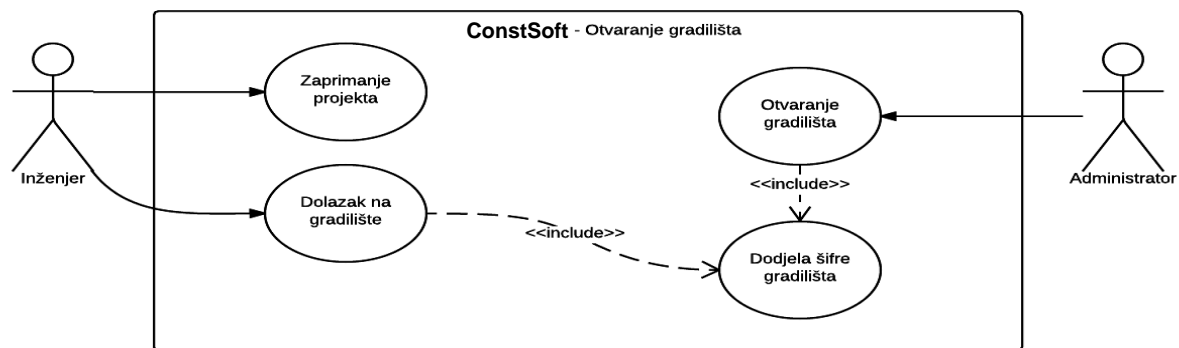 ConstSoft - Otvaranje gradilišta
Zaprimanje
projekta
Otvaranje
gradilišta
Inženjer
Administrator
<<include>>
Dolazak na
gradilište
<<include>>
Dodjela šifre
gradilišta